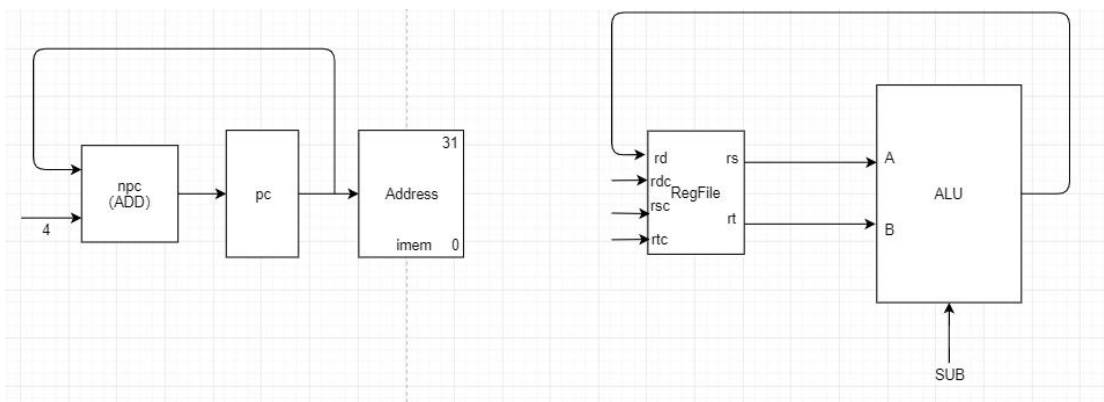 4
npc
(ADD)
pc
31
Address
imem 0
rd
rdc
rsc
rtc
RegFile
rs
rt
A
B
ALU
SUB